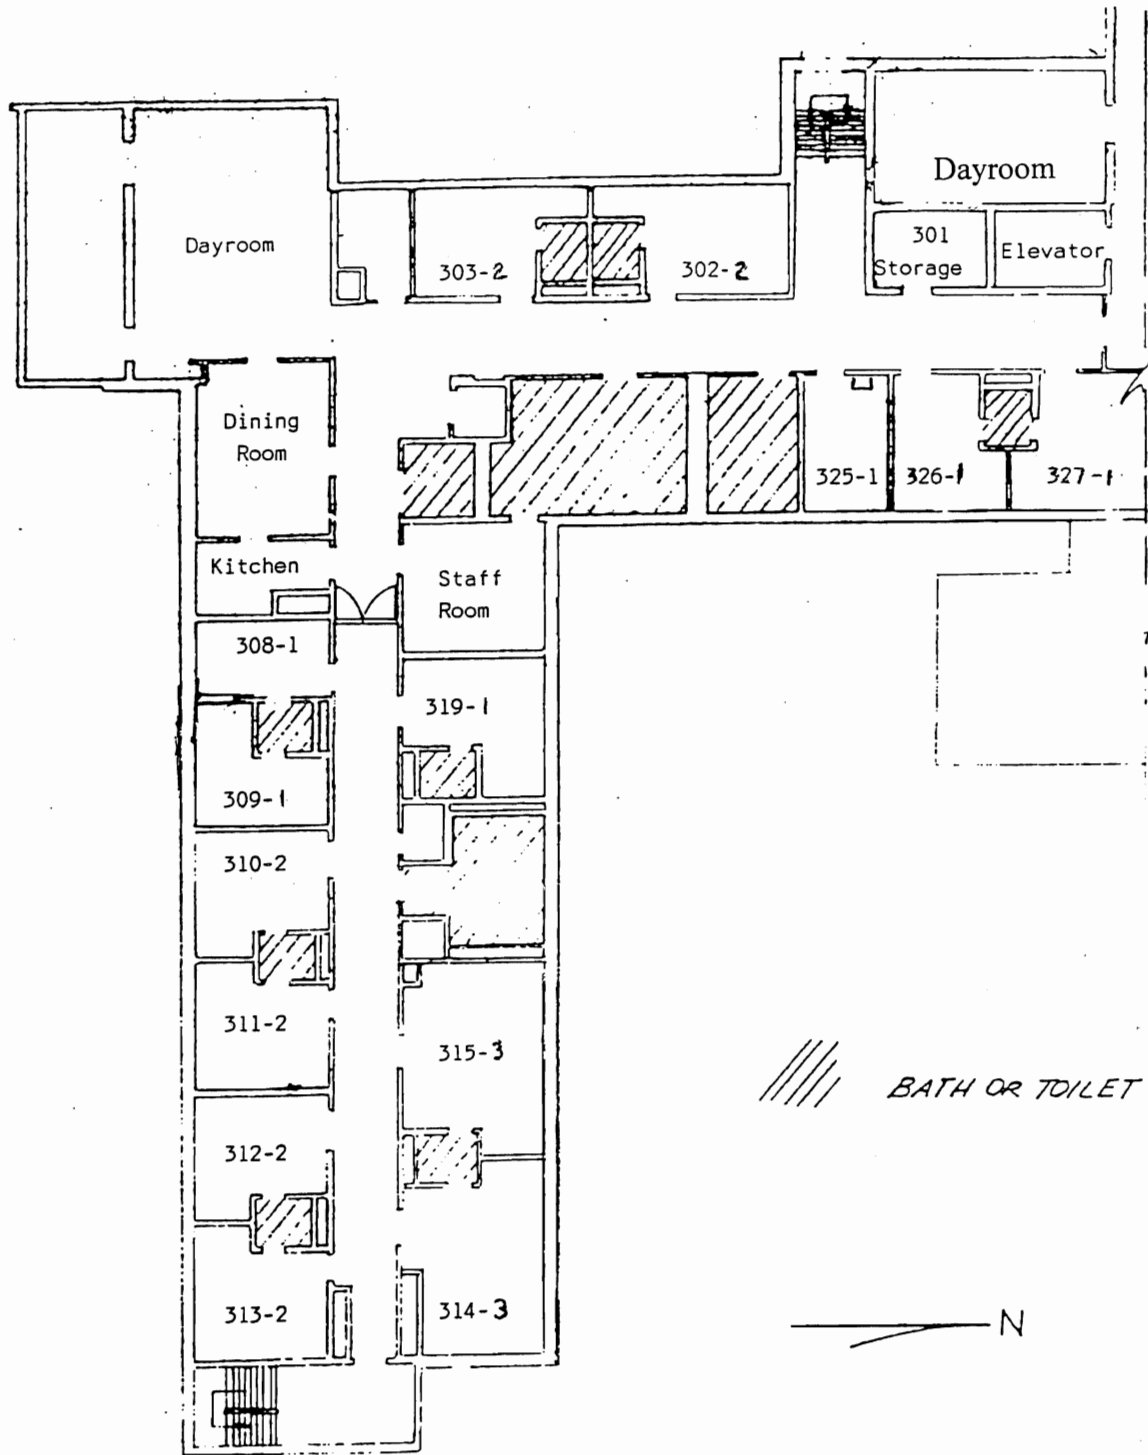 Dayroom
Dayroom
303-2
302-2
301
Storage
Elevator
Dining
Room
325-1
326-1
327-1
Kitchen
Staff
Room
308-1
319-1
309-1
310-2
311-2
315-3
BATH OR TOILET
312-2
313-2
314-3
N